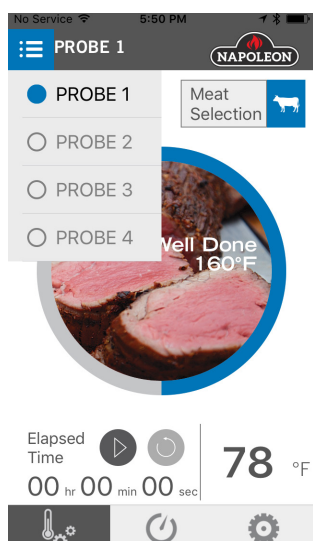 No Service 5:50 PM
PROBE 1
NAPOLEON
PROBE 1
PROBE 2
PROBE 3
PROBE 4
Meat
Selection
Well Done
160°F
Elapsed
Time
00 hr 00 min 00 sec
78 °F